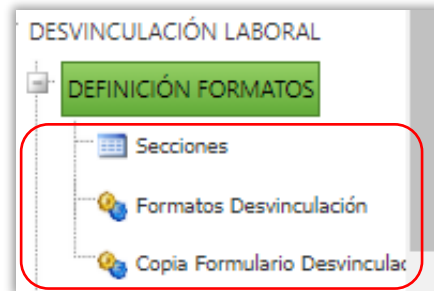 DESVINCULACIÓN LABORAL
DEFINICIÓN FORMATOS
Secciones
Formatos Desvinculación
Copia Formulario Desvinculac